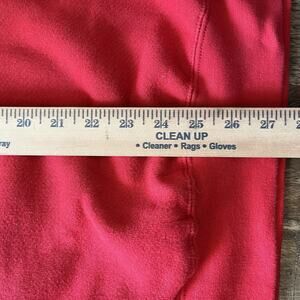 20 21 22 23 24 25 26 27
CLEAN UP
ray • Cleaner • Rags • Gloves